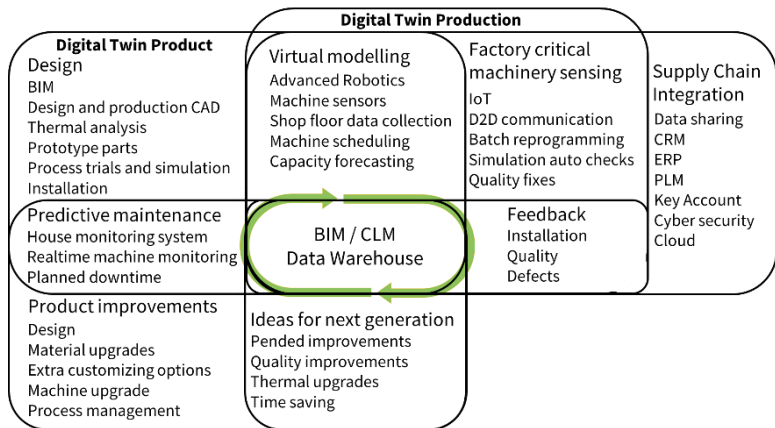 Digital Twin Production
Digital Twin Product
Design
BIM
Design and production CAD
Thermal analysis
Prototype parts
Process trials and simulation
Installation
Virtual modelling
Advanced Robotics
Machine sensors
Shop floor data collection
Machine scheduling
Capacity forecasting
Factory critical
machinery sensing
IoT
D2D communication
Batch reprogramming
Simulation auto checks
Quality fixes
Supply Chain
Integration
Data sharing
CRM
ERP
PLM
Key Account
Cyber security
Cloud
Predictive maintenance
House monitoring system
Realtime machine monitoring
Planned downtime
BIM / CLM
Data Warehouse
Feedback
Installation
Quality
Defects
Product improvements
Design
Material upgrades
Extra customizing options
Machine upgrade
Process management
Ideas for next generation
Pended improvements
Quality improvements
Thermal upgrades
Time saving